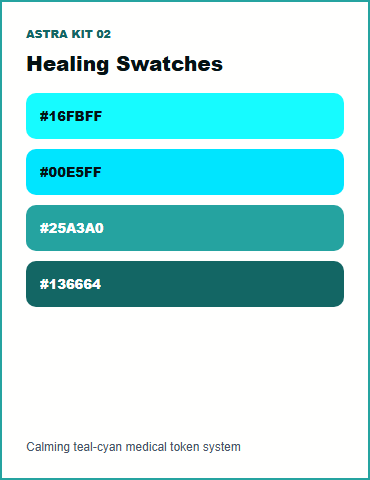 ASTRA KIT 02
Healing Swatches
#16FBFF
#00E5FF
#25A3A0
#136664
Calming teal-cyan medical token system